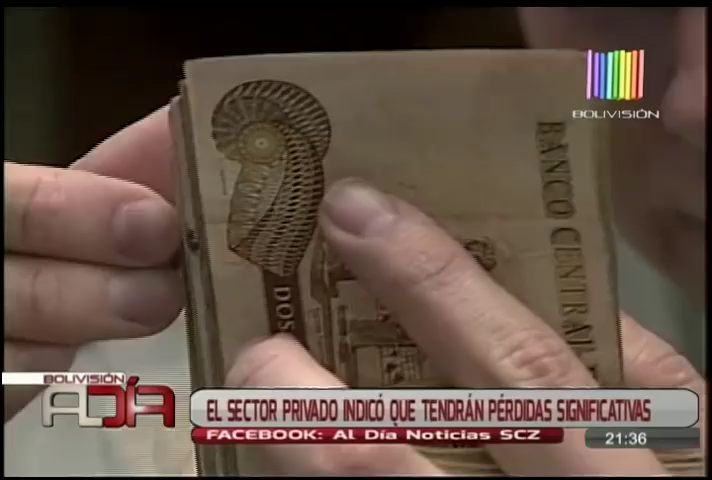 BOLIVISIÓN
BANCO CENTRAL
DOS
BOLIVISIÓN
AL DÍA
EL SECTOR PRIVADO INDICÓ QUE TENDRÁN PÉRDIDAS SIGNIFICATIVAS
FACEBOOK: AL Día Noticias SCZ
21:36